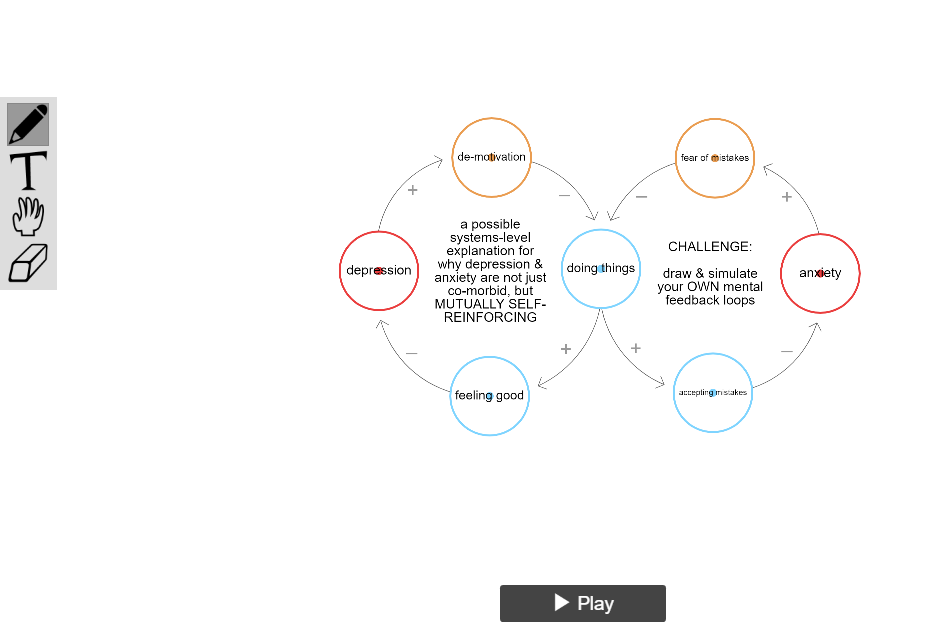 de-motivation
fear of mistakes
+
–
–
+
a possible
systems-level
explanation for
why depression &
anxiety are not just
co-morbid, but
MUTUALLY SELF-
REINFORCING
CHALLENGE:
draw & simulate
your OWN mental
feedback loops
depression
doing things
anxiety
–
+
+
–
feeling good
accepting mistakes
T
Play